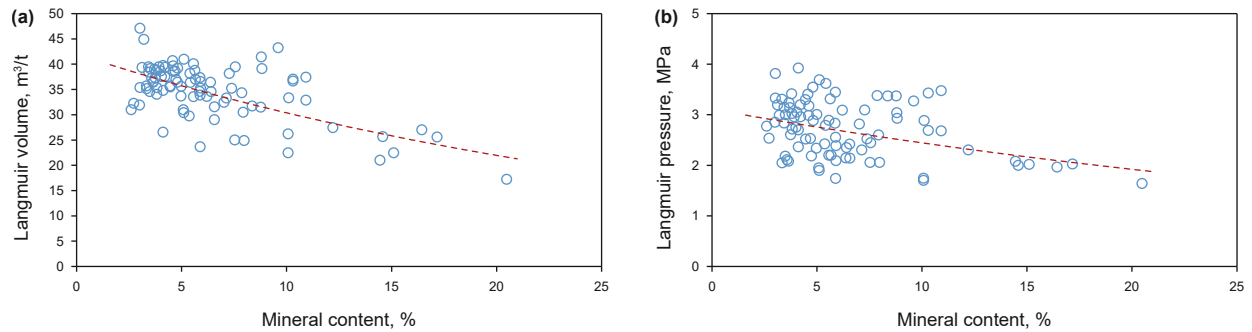 (a)
50
45
40
35
30
25
20
15
10
5
0
Langmuir volume, m³/t
0 5 10 15 20 25
Mineral content, %
(b)
5
4
3
2
1
0
Langmuir pressure, MPa
0 5 10 15 20 25
Mineral content, %